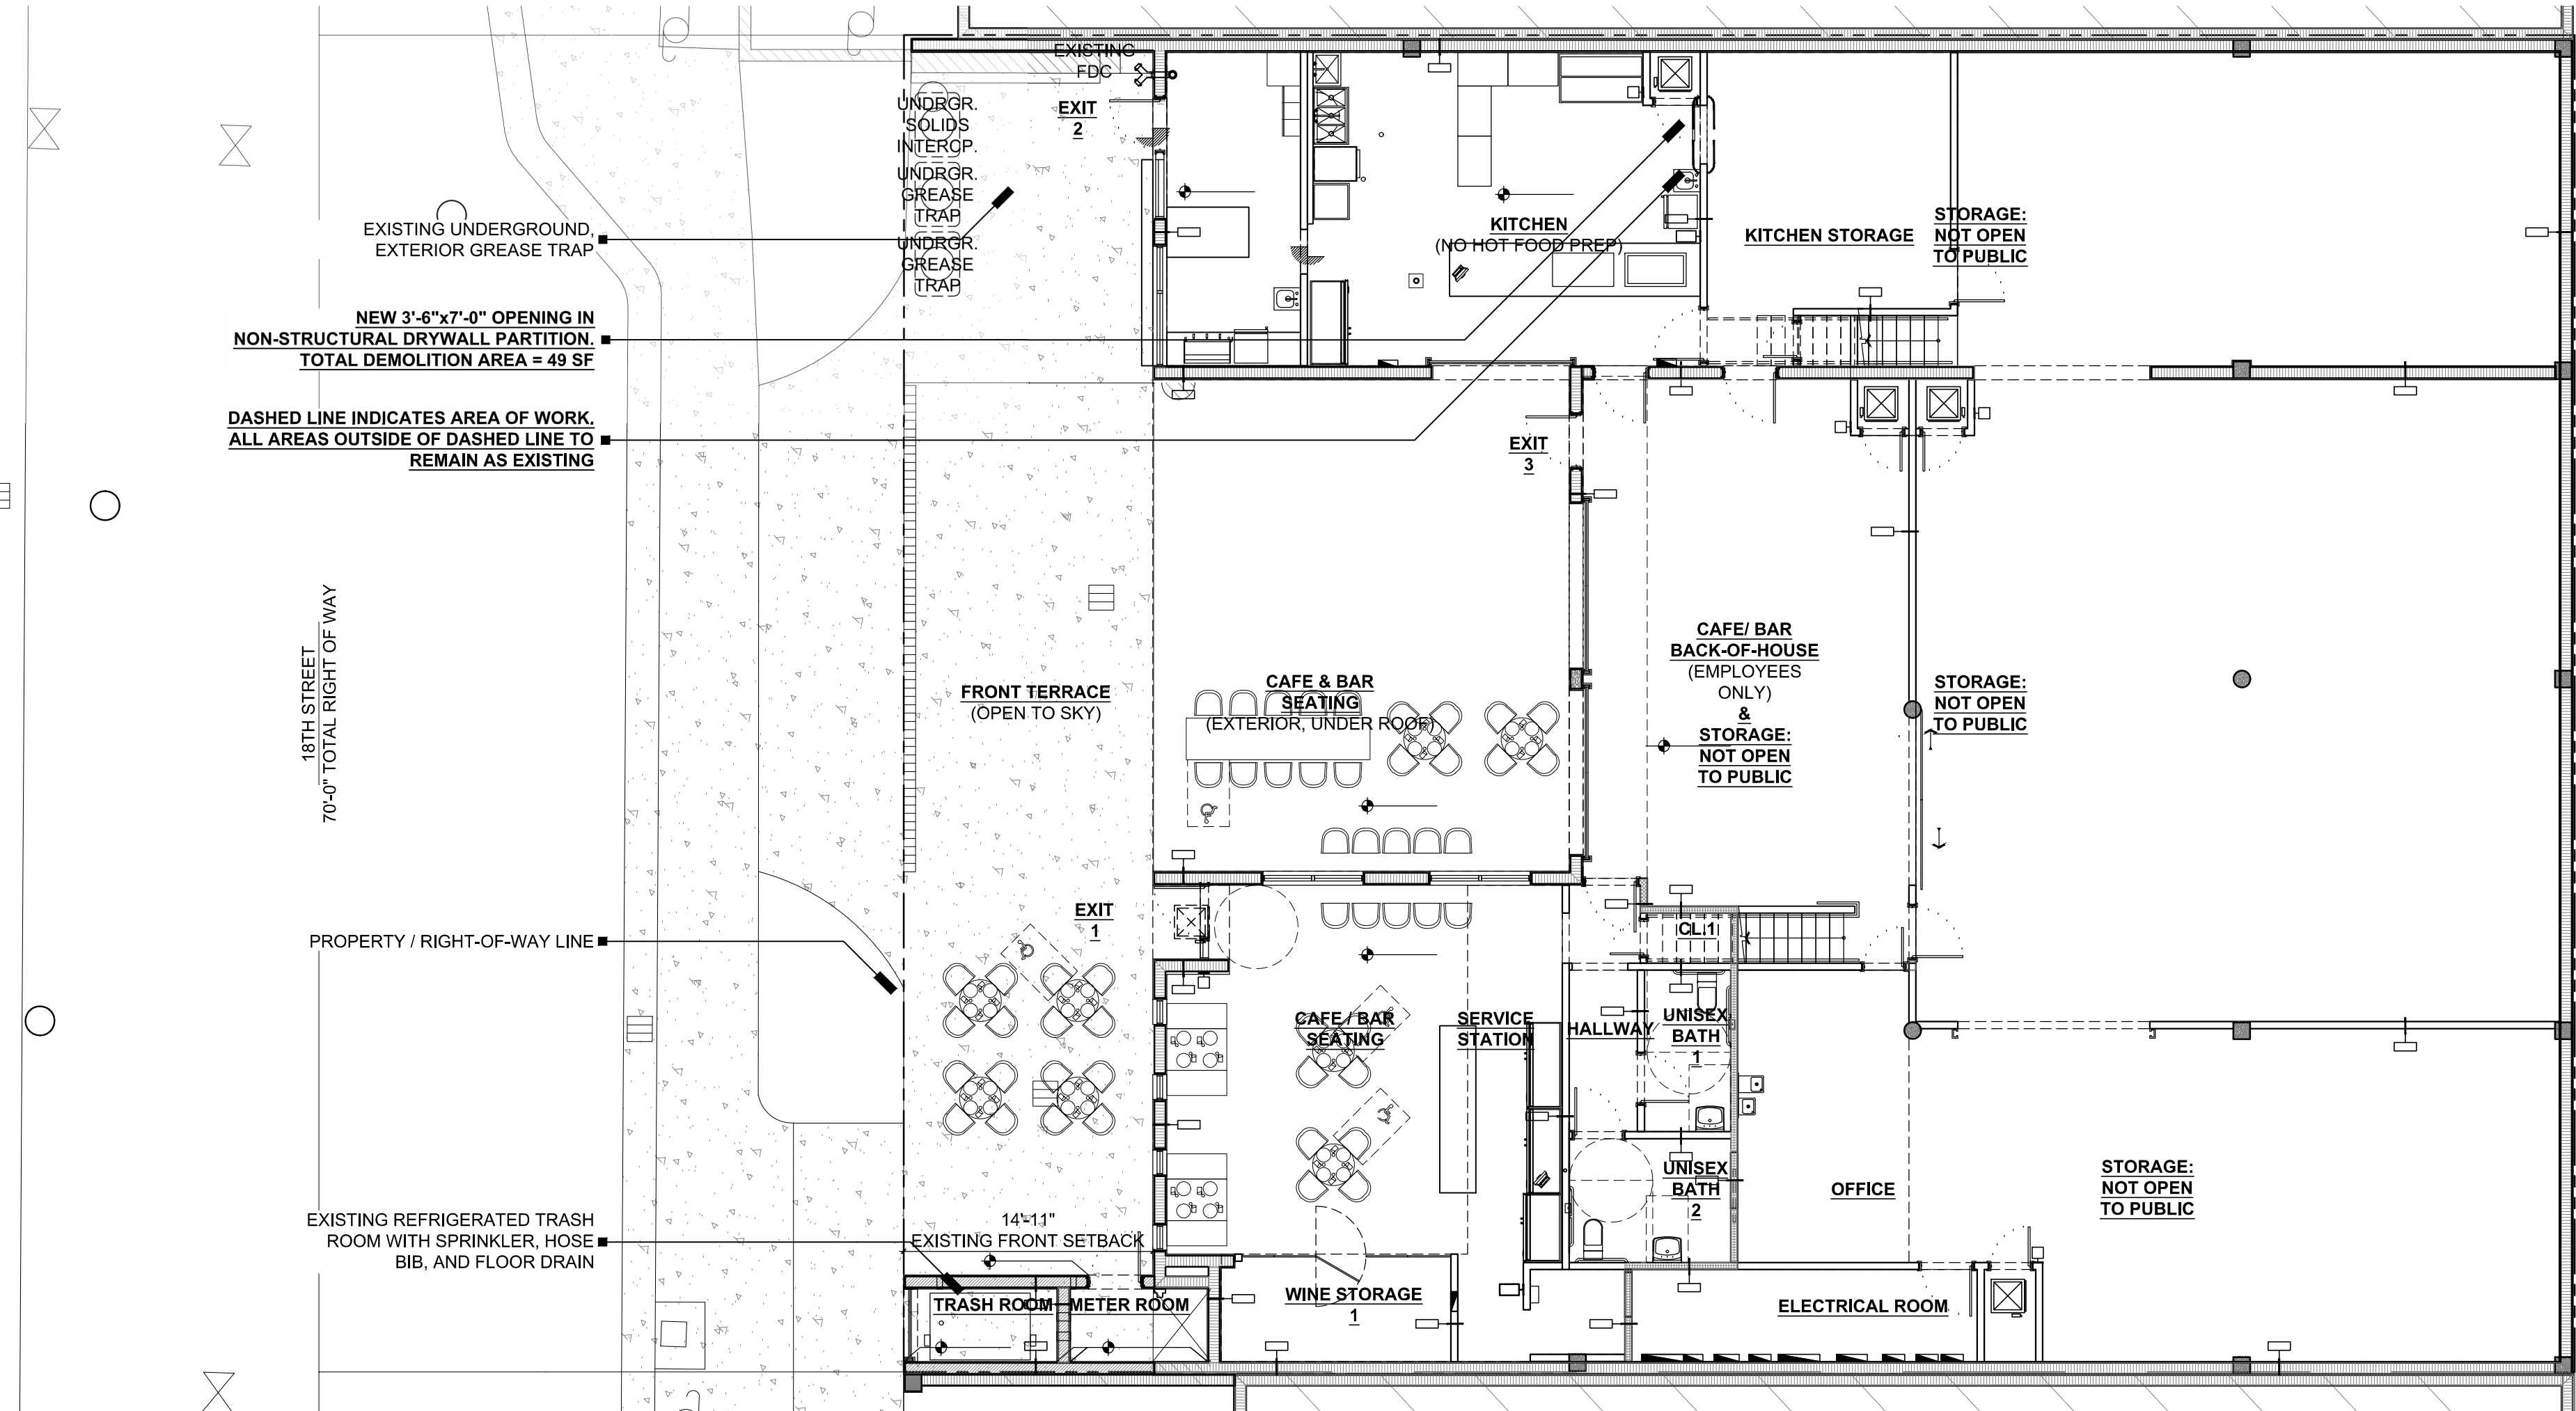 EXISTING
FDC
EXIT
2
UNDRGR.
SOLIDS
INTERCP.
UNDRGR.
GREASE
TRAP
UNDRGR.
GREASE
TRAP
EXISTING UNDERGROUND,
EXTERIOR GREASE TRAP
NEW 3'-6"x7'-0" OPENING IN
NON-STRUCTURAL DRYWALL PARTITION.
TOTAL DEMOLITION AREA = 49 SF
DASHED LINE INDICATES AREA OF WORK.
ALL AREAS OUTSIDE OF DASHED LINE TO
REMAIN AS EXISTING
KITCHEN
(NO HOT FOOD PREP)
KITCHEN STORAGE
STORAGE:
NOT OPEN
TO PUBLIC
EXIT
3
18TH STREET
70'-0" TOTAL RIGHT OF WAY
FRONT TERRACE
(OPEN TO SKY)
CAFE & BAR
SEATING
(EXTERIOR, UNDER ROOF)
CAFE/ BAR
BACK-OF-HOUSE
(EMPLOYEES
ONLY)
&
STORAGE:
NOT OPEN
TO PUBLIC
STORAGE:
NOT OPEN
TO PUBLIC
PROPERTY / RIGHT-OF-WAY LINE
EXIT
1
CL.1
CAFE / BAR
SEATING
SERVICE
STATION
HALLWAY
UNISEX
BATH
1
UNISEX
BATH
2
OFFICE
STORAGE:
NOT OPEN
TO PUBLIC
EXISTING REFRIGERATED TRASH
ROOM WITH SPRINKLER, HOSE
BIB, AND FLOOR DRAIN
14'-11"
EXISTING FRONT SETBACK
TRASH ROOM
METER ROOM
WINE STORAGE
1
ELECTRICAL ROOM